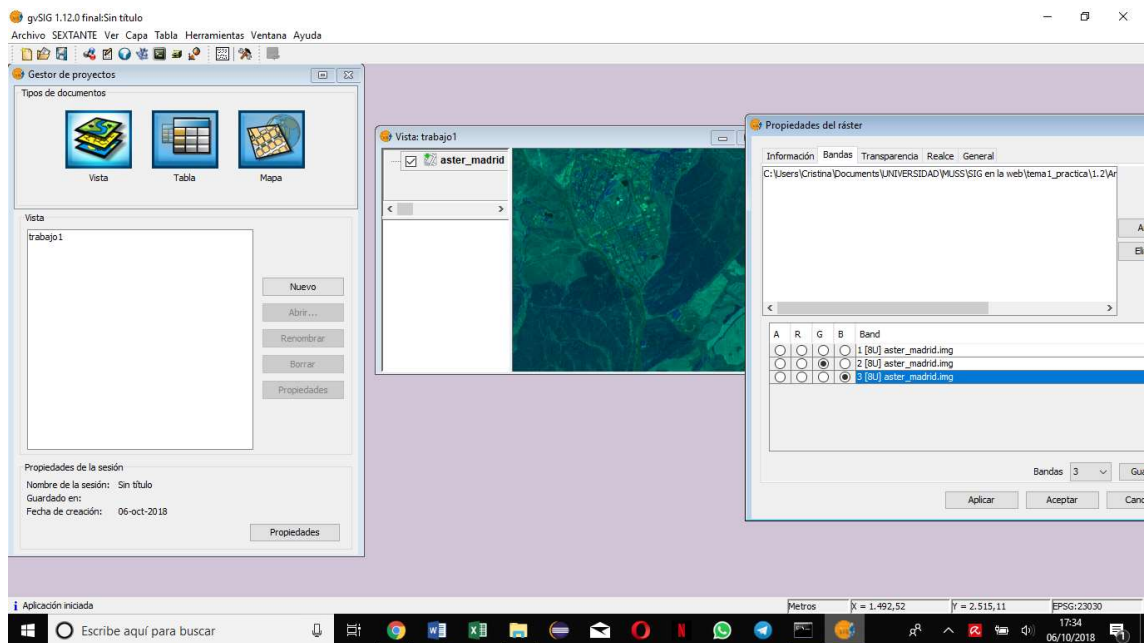 gvSIG 1.12.0 final:Sin título
Archivo SEXTANTE Ver Capa Tabla Herramientas Ventana Ayuda
Gestor de proyectos
Tipos de documentos
Vista Tabla Mapa
Vista
trabajo1
Nuevo
Abrir...
Renombrar
Borrar
Propiedades
Propiedades de la sesión
Nombre de la sesión: Sin título
Guardado en:
Fecha de creación: 06-oct-2018
Propiedades
Vista: trabajo1
aster_madrid
Propiedades del ráster
Información Bandas Transparencia Realce General
C:\Users\Cristina\Documents\UNIVERSIDAD\MUSS\SIG en la web\tema1_practica\1.2\Ar
A
Eli
A R G B Band
1 [8U] aster_madrid.img
2 [8U] aster_madrid.img
3 [8U] aster_madrid.img
Bandas 3 Gua
Aplicar Aceptar Canc
Aplicación iniciada
Metros X = 1.492,52 Y = 2.515,11 EPSG:23030
Escribe aquí para buscar
17:34
06/10/2018